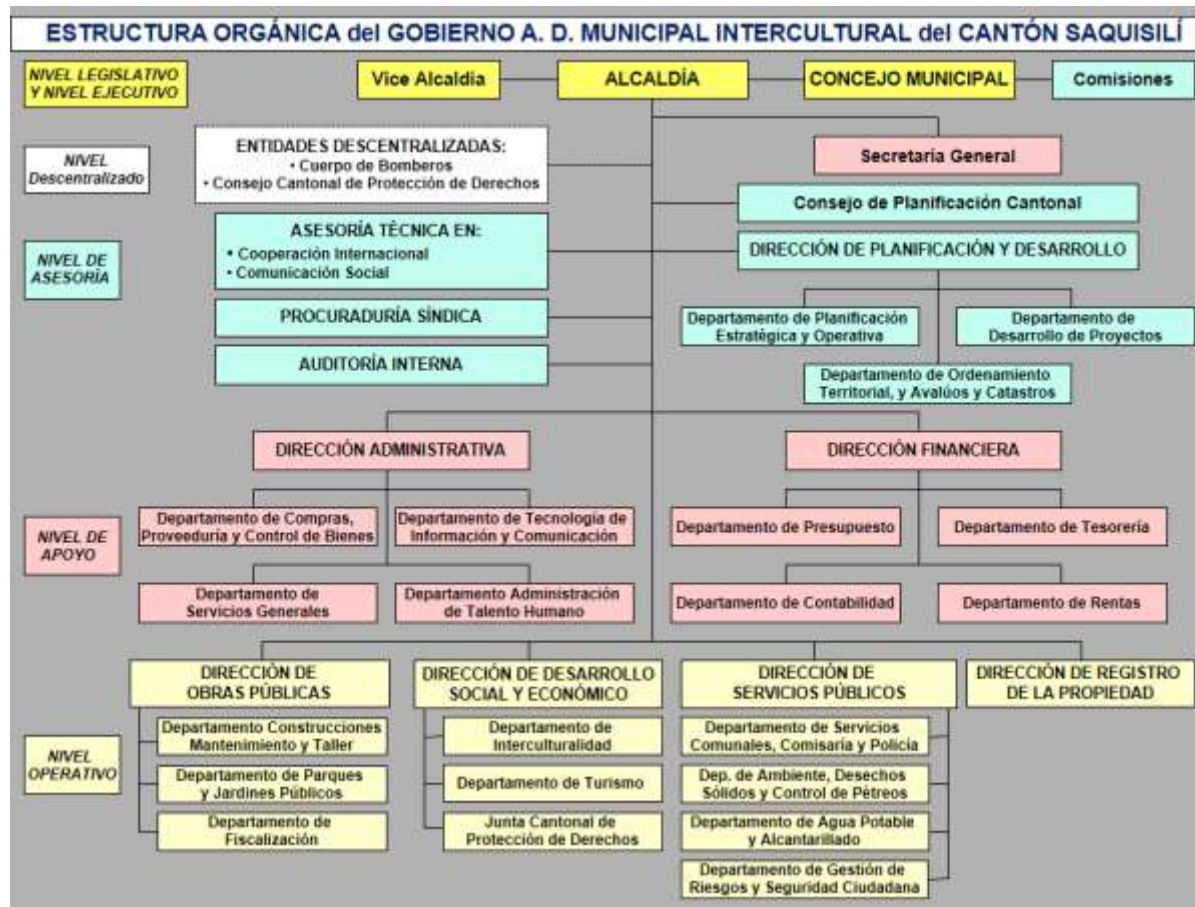 ESTRUCTURA ORGÁNICA del GOBIERNO A. D. MUNICIPAL INTERCULTURAL del CANTÓN SAQUISILÍ
NIVEL LEGISLATIVO
Y NIVEL EJECUTIVO
Vice Alcaldia
ALCALDÍA
CONCEJO MUNICIPAL
Comisiones
NIVEL
Descentralizado
ENTIDADES DESCENTRALIZADAS:
• Cuerpo de Bomberos
• Consejo Cantonal de Protección de Derechos
Secretaría General
Consejo de Planificación Cantonal
NIVEL DE
ASESORÍA
ASESORÍA TÉCNICA EN:
• Cooperación Internacional
• Comunicación Social
DIRECCIÓN DE PLANIFICACIÓN Y DESARROLLO
PROCURADURÍA SÍNDICA
Departamento de Planificación
Estratégica y Operativa
Departamento de
Desarrollo de Proyectos
AUDITORÍA INTERNA
Departamento de Ordenamiento
Territorial, y Avalúos y Catastros
DIRECCIÓN ADMINISTRATIVA
DIRECCIÓN FINANCIERA
NIVEL DE
APOYO
Departamento de Compras,
Proveeduría y Control de Bienes
Departamento de Tecnología de
Información y Comunicación
Departamento de Presupuesto
Departamento de Tesorería
Departamento de
Servicios Generales
Departamento Administración
de Talento Humano
Departamento de Contabilidad
Departamento de Rentas
DIRECCIÓN DE
OBRAS PÚBLICAS
DIRECCIÓN DE DESARROLLO
SOCIAL Y ECONÓMICO
DIRECCIÓN DE
SERVICIOS PÚBLICOS
DIRECCIÓN DE REGISTRO
DE LA PROPIEDAD
NIVEL
OPERATIVO
Departamento Construcciones
Mantenimiento y Taller
Departamento de Parques
y Jardines Públicos
Departamento de
Fiscalización
Departamento de
Interculturalidad
Departamento de Turismo
Junta Cantonal de
Protección de Derechos
Departamento de Servicios
Comunales, Comisaría y Policía
Dep. de Ambiente, Desechos
Sólidos y Control de Pétreos
Departamento de Agua Potable
y Alcantarillado
Departamento de Gestión de
Riesgos y Seguridad Ciudadana